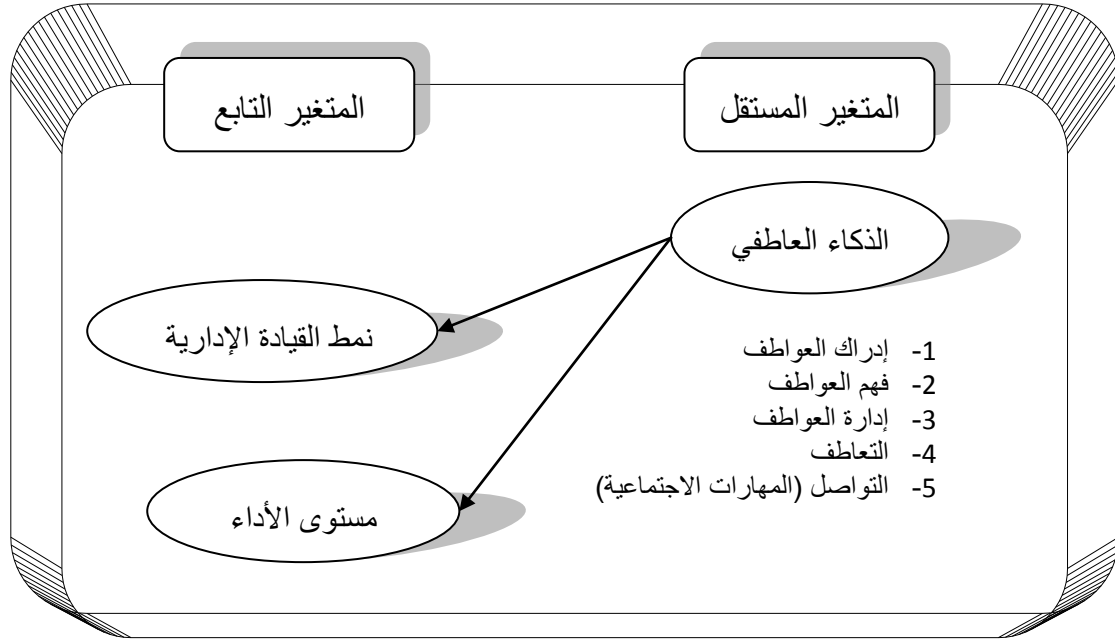 المتغير المستقل
المتغير التابع
الذكاء العاطفي
نمط القيادة الإدارية
1- إدراك العواطف
2- فهم العواطف
3- إدارة العواطف
4- التعاطف
5- التواصل (المهارات الاجتماعية)
مستوى الأداء